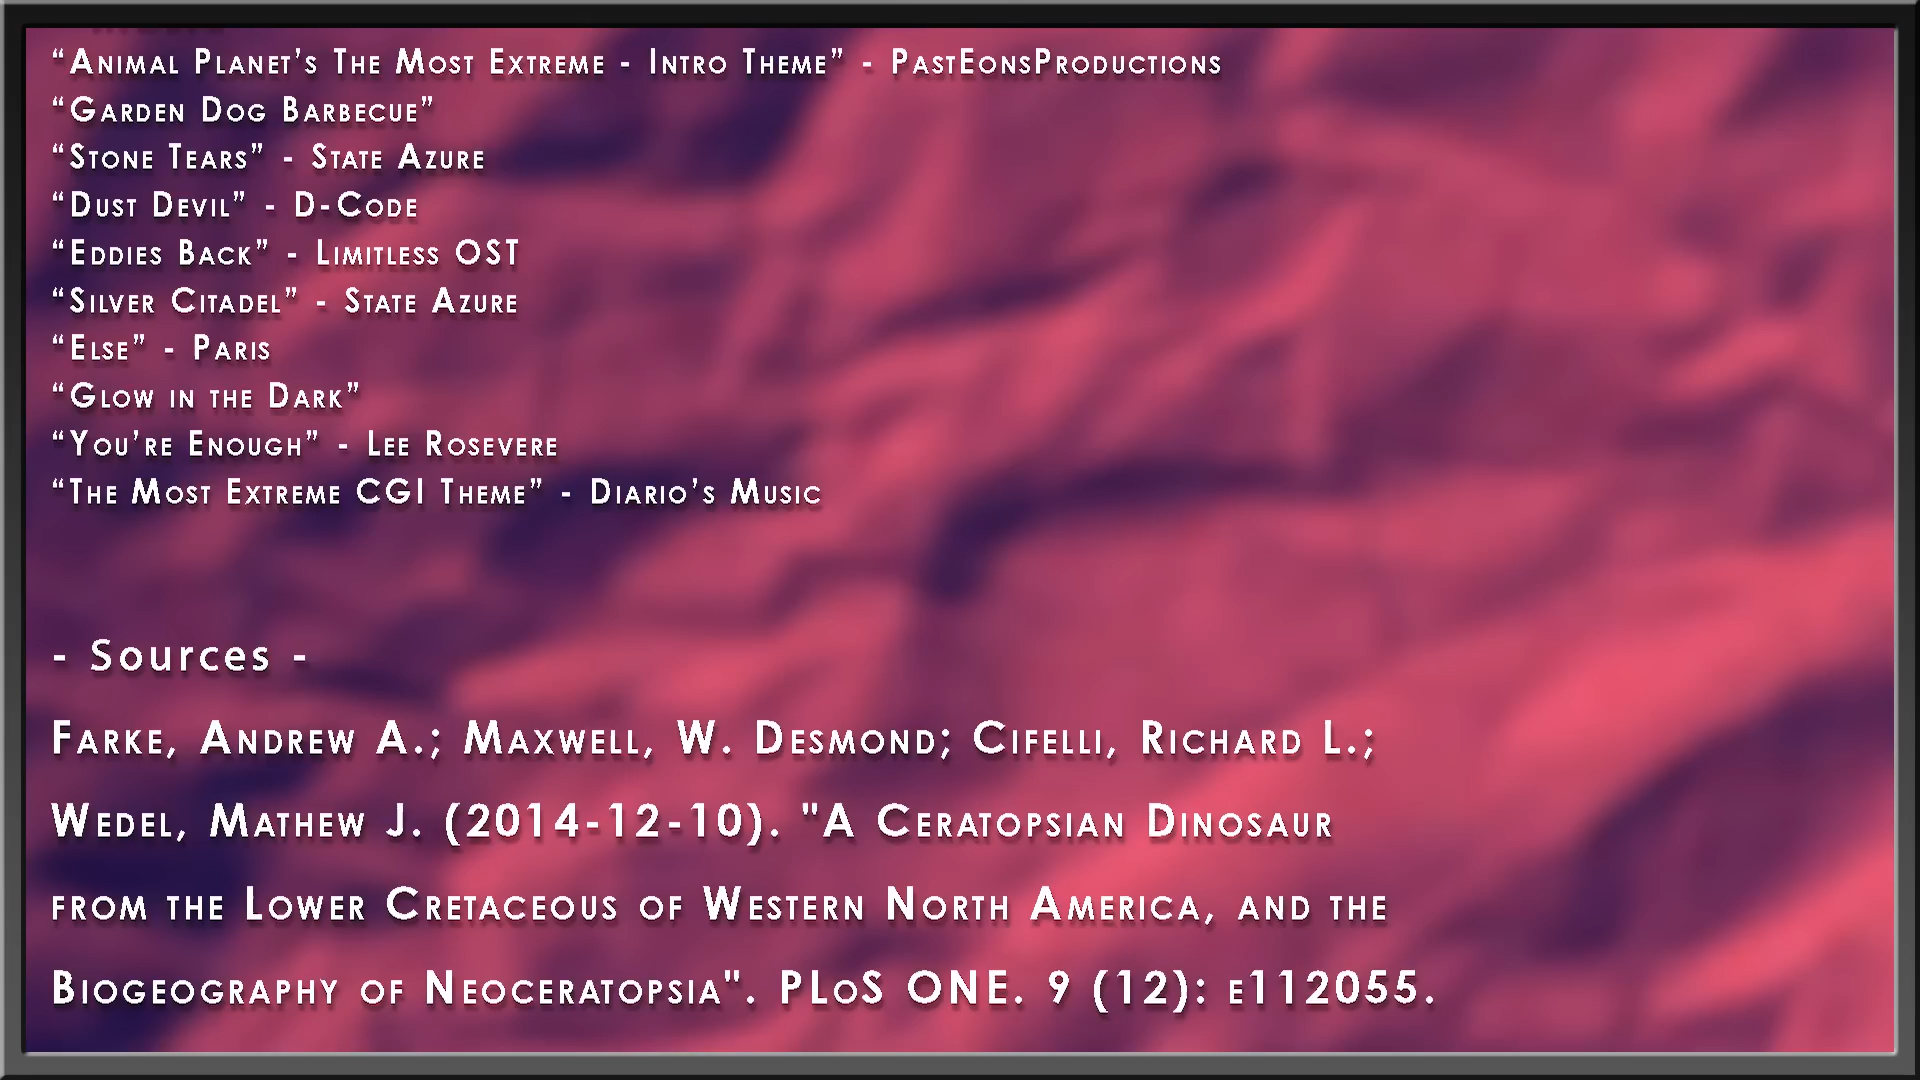 “Animal Planet’s The Most Extreme - Intro Theme” - PastEonsProductions
“Garden Dog Barbecue”
“Stone Tears” - State Azure
“Dust Devil” - D-Code
“Eddies Back” - Limitless OST
“Silver Citadel” - State Azure
“Else” - Paris
“Glow in the Dark”
“You’re Enough” - Lee Rosevere
“The Most Extreme CGI Theme” - Diario’s Music
- Sources -
Farke, Andrew A.; Maxwell, W. Desmond; Cifelli, Richard L.;
Wedel, Mathew J. (2014-12-10). "A Ceratopsian Dinosaur
from the Lower Cretaceous of Western North America, and the
Biogeography of Neoceratopsia". PLoS ONE. 9 (12): e112055.